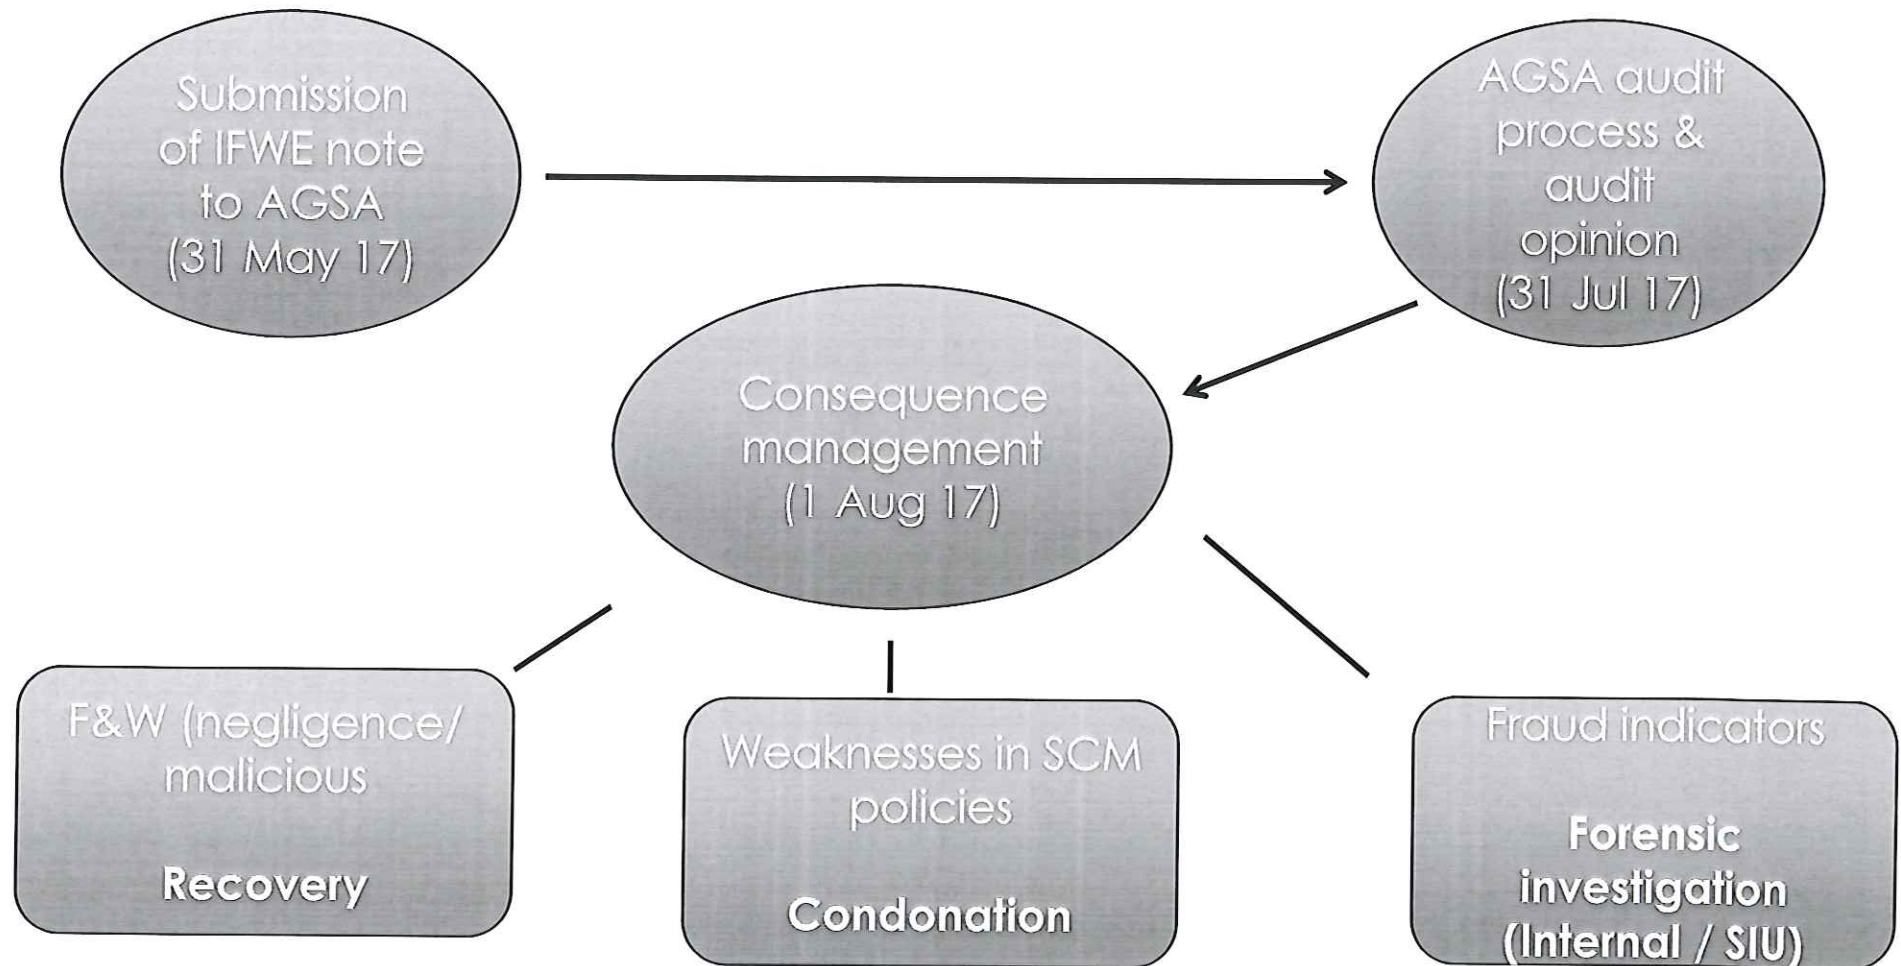 Submission
of IFWE note
to AGSA
(31 May 17)
AGSA audit
process &
audit
opinion
(31 Jul 17)
Consequence
management
(1 Aug 17)
F&W (negligence/
malicious
Recovery
Weaknesses in SCM
policies
Condonation
Fraud indicators
Forensic
investigation
(Internal / SIU)